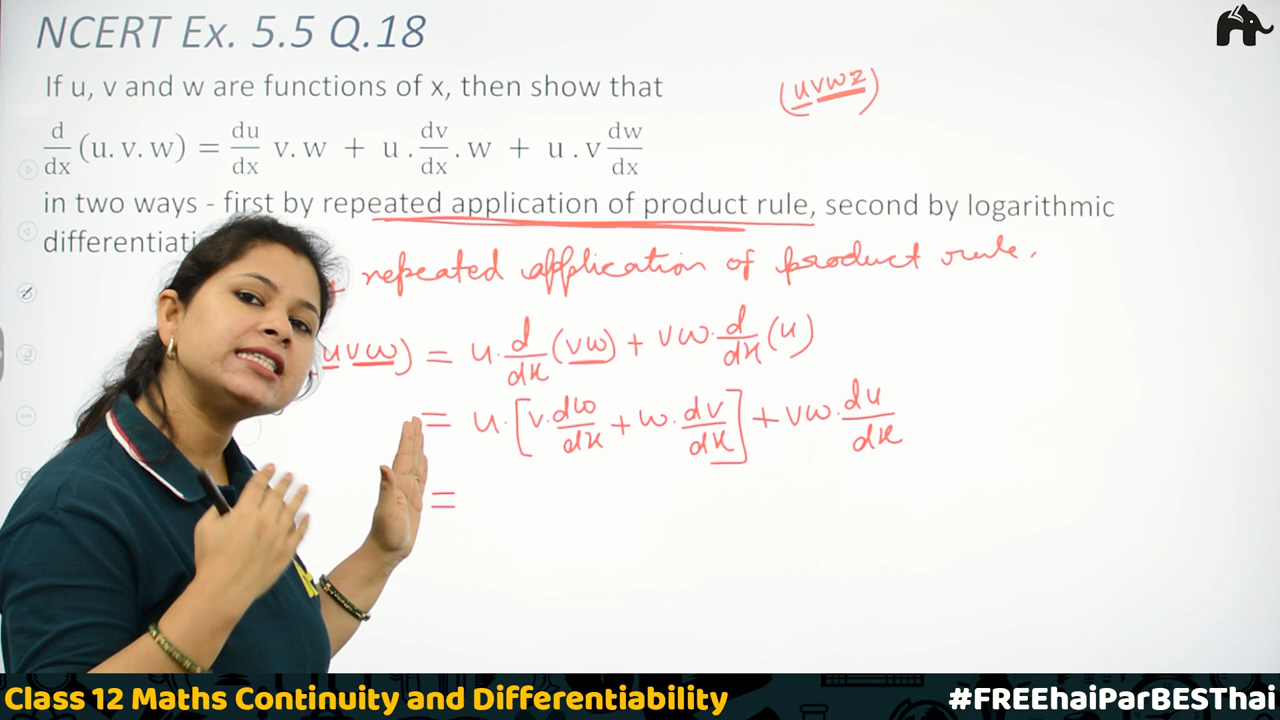 NCERT Ex. 5.5 Q.18
If u, v and w are functions of x, then show that
(uvwz)
d/dx (u. v. w) = du/dx v. w + u . dv/dx . w + u . v dw/dx
in two ways - first by repeated application of product rule, second by logarithmic
repeated application of product rule.
uvw) = u. d/dx (vw) + vw. d/dx (u)
= u. [v. dw/dx + w. dv/dx] + vw. du/dx
=
Class 12 Maths Continuity and Differentiability
#FREEhaiParBESThai